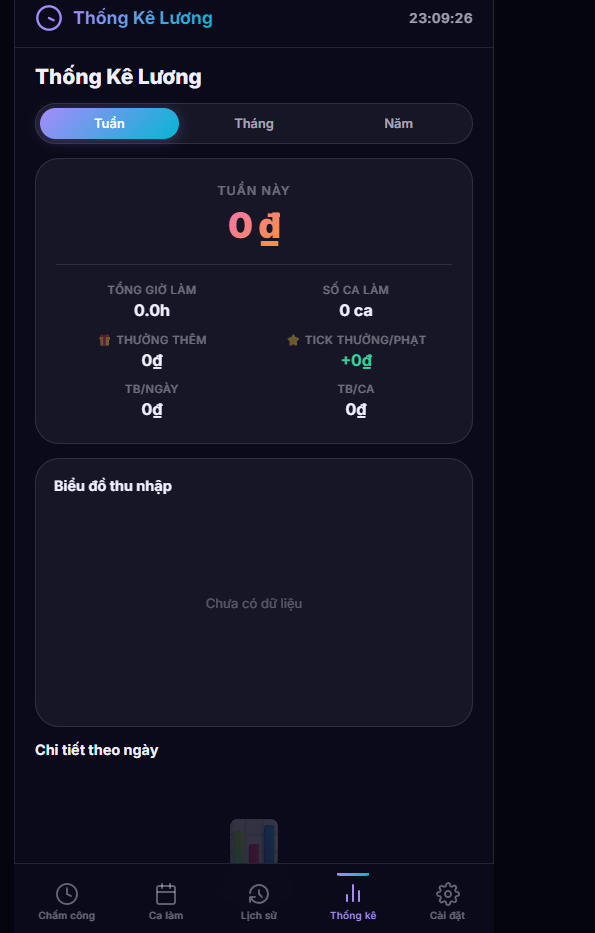 Thống Kê Lương 23:09:26
Thống Kê Lương
Tuần Tháng Năm
TUẦN NÀY
0₫
TỔNG GIỜ LÀM SỐ CA LÀM
0.0h 0 ca
THƯỞNG THÊM TICK THƯỞNG/PHẠT
0₫ +0₫
TB/NGÀY TB/CA
0₫ 0₫
Biểu đồ thu nhập
Chưa có dữ liệu
Chi tiết theo ngày
Chấm công Ca làm Lịch sử Thống kê Cài đặt